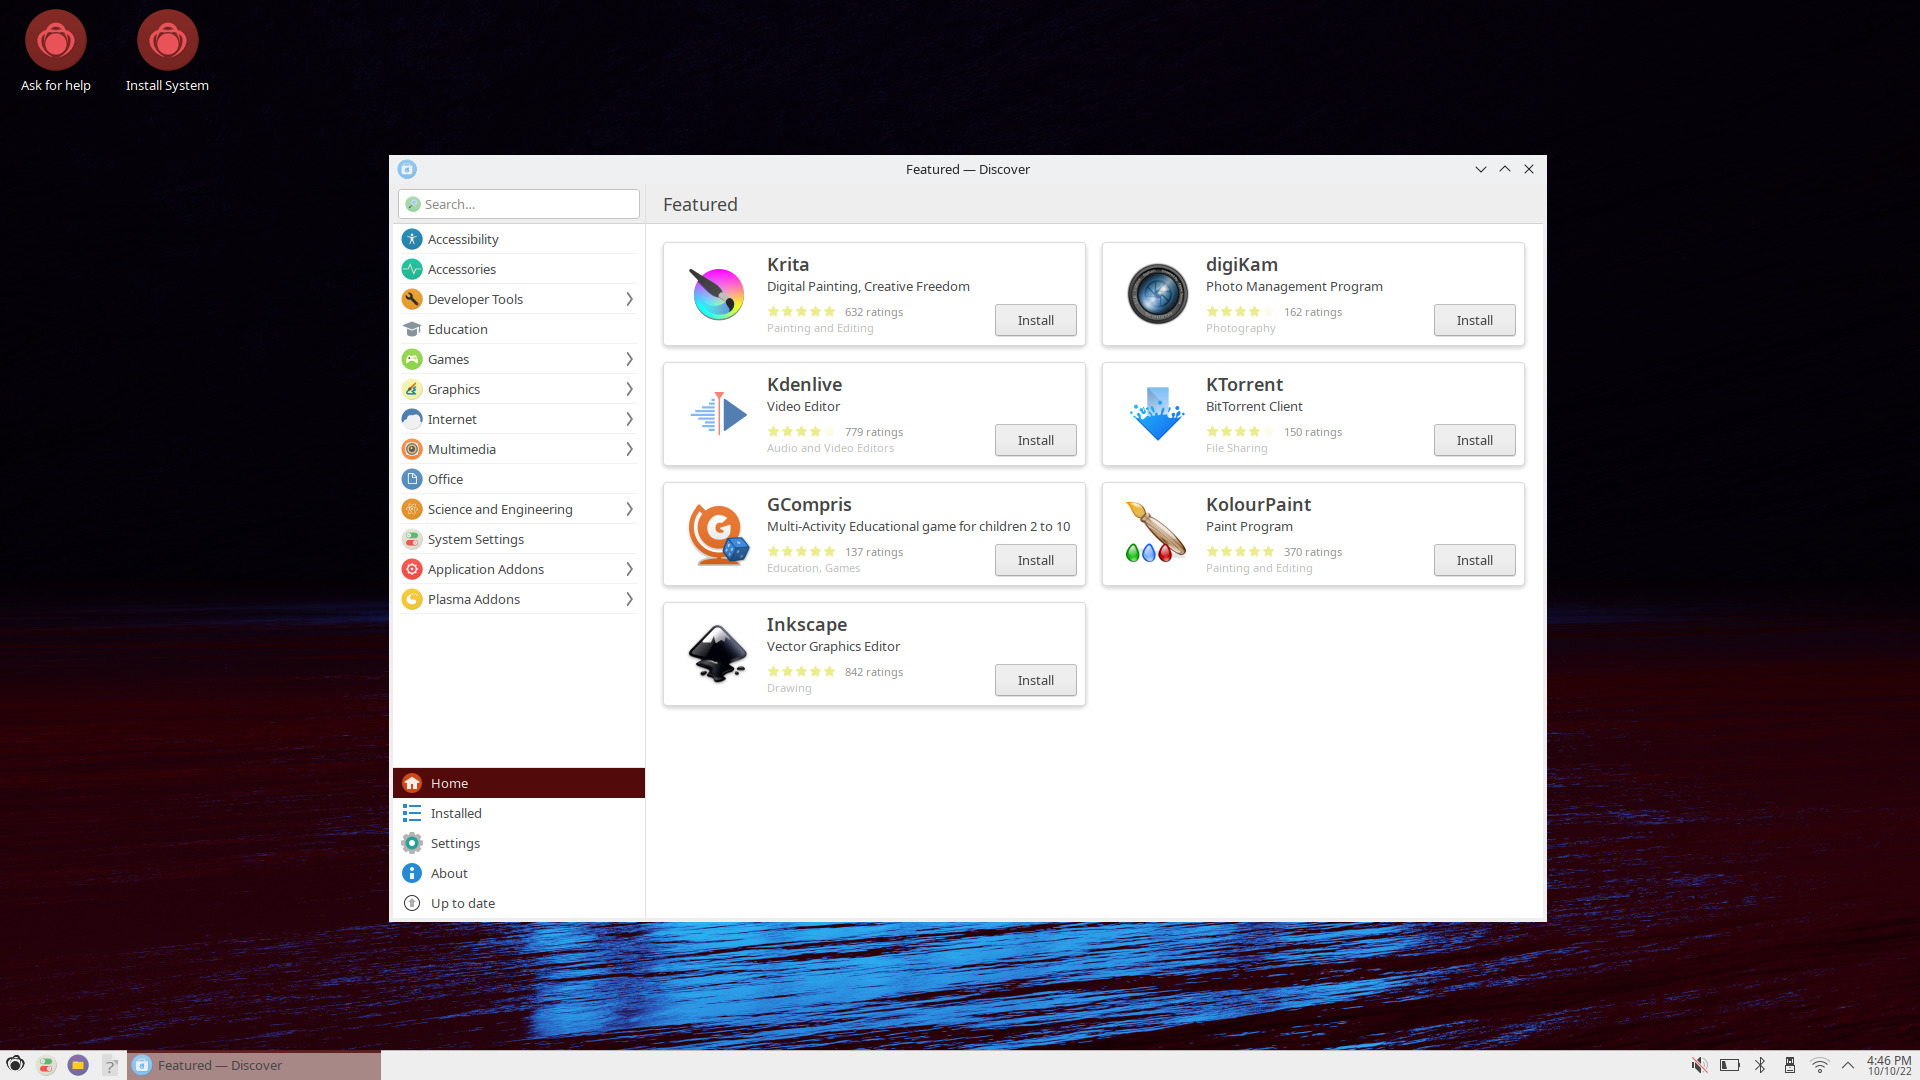 Ask for help
Install System
Featured — Discover
Search...
Featured
Accessibility
Accessories
Developer Tools
Education
Games
Graphics
Internet
Multimedia
Office
Science and Engineering
System Settings
Application Addons
Plasma Addons
Home
Installed
Settings
About
Up to date
Krita
Digital Painting, Creative Freedom
632 ratings
Painting and Editing
Install
digiKam
Photo Management Program
162 ratings
Photography
Install
Kdenlive
Video Editor
779 ratings
Audio and Video Editors
Install
KTorrent
BitTorrent Client
150 ratings
File Sharing
Install
GCompris
Multi-Activity Educational game for children 2 to 10
137 ratings
Education, Games
Install
KolourPaint
Paint Program
370 ratings
Painting and Editing
Install
Inkscape
Vector Graphics Editor
842 ratings
Drawing
Install
Featured — Discover
4:46 PM
10/10/22